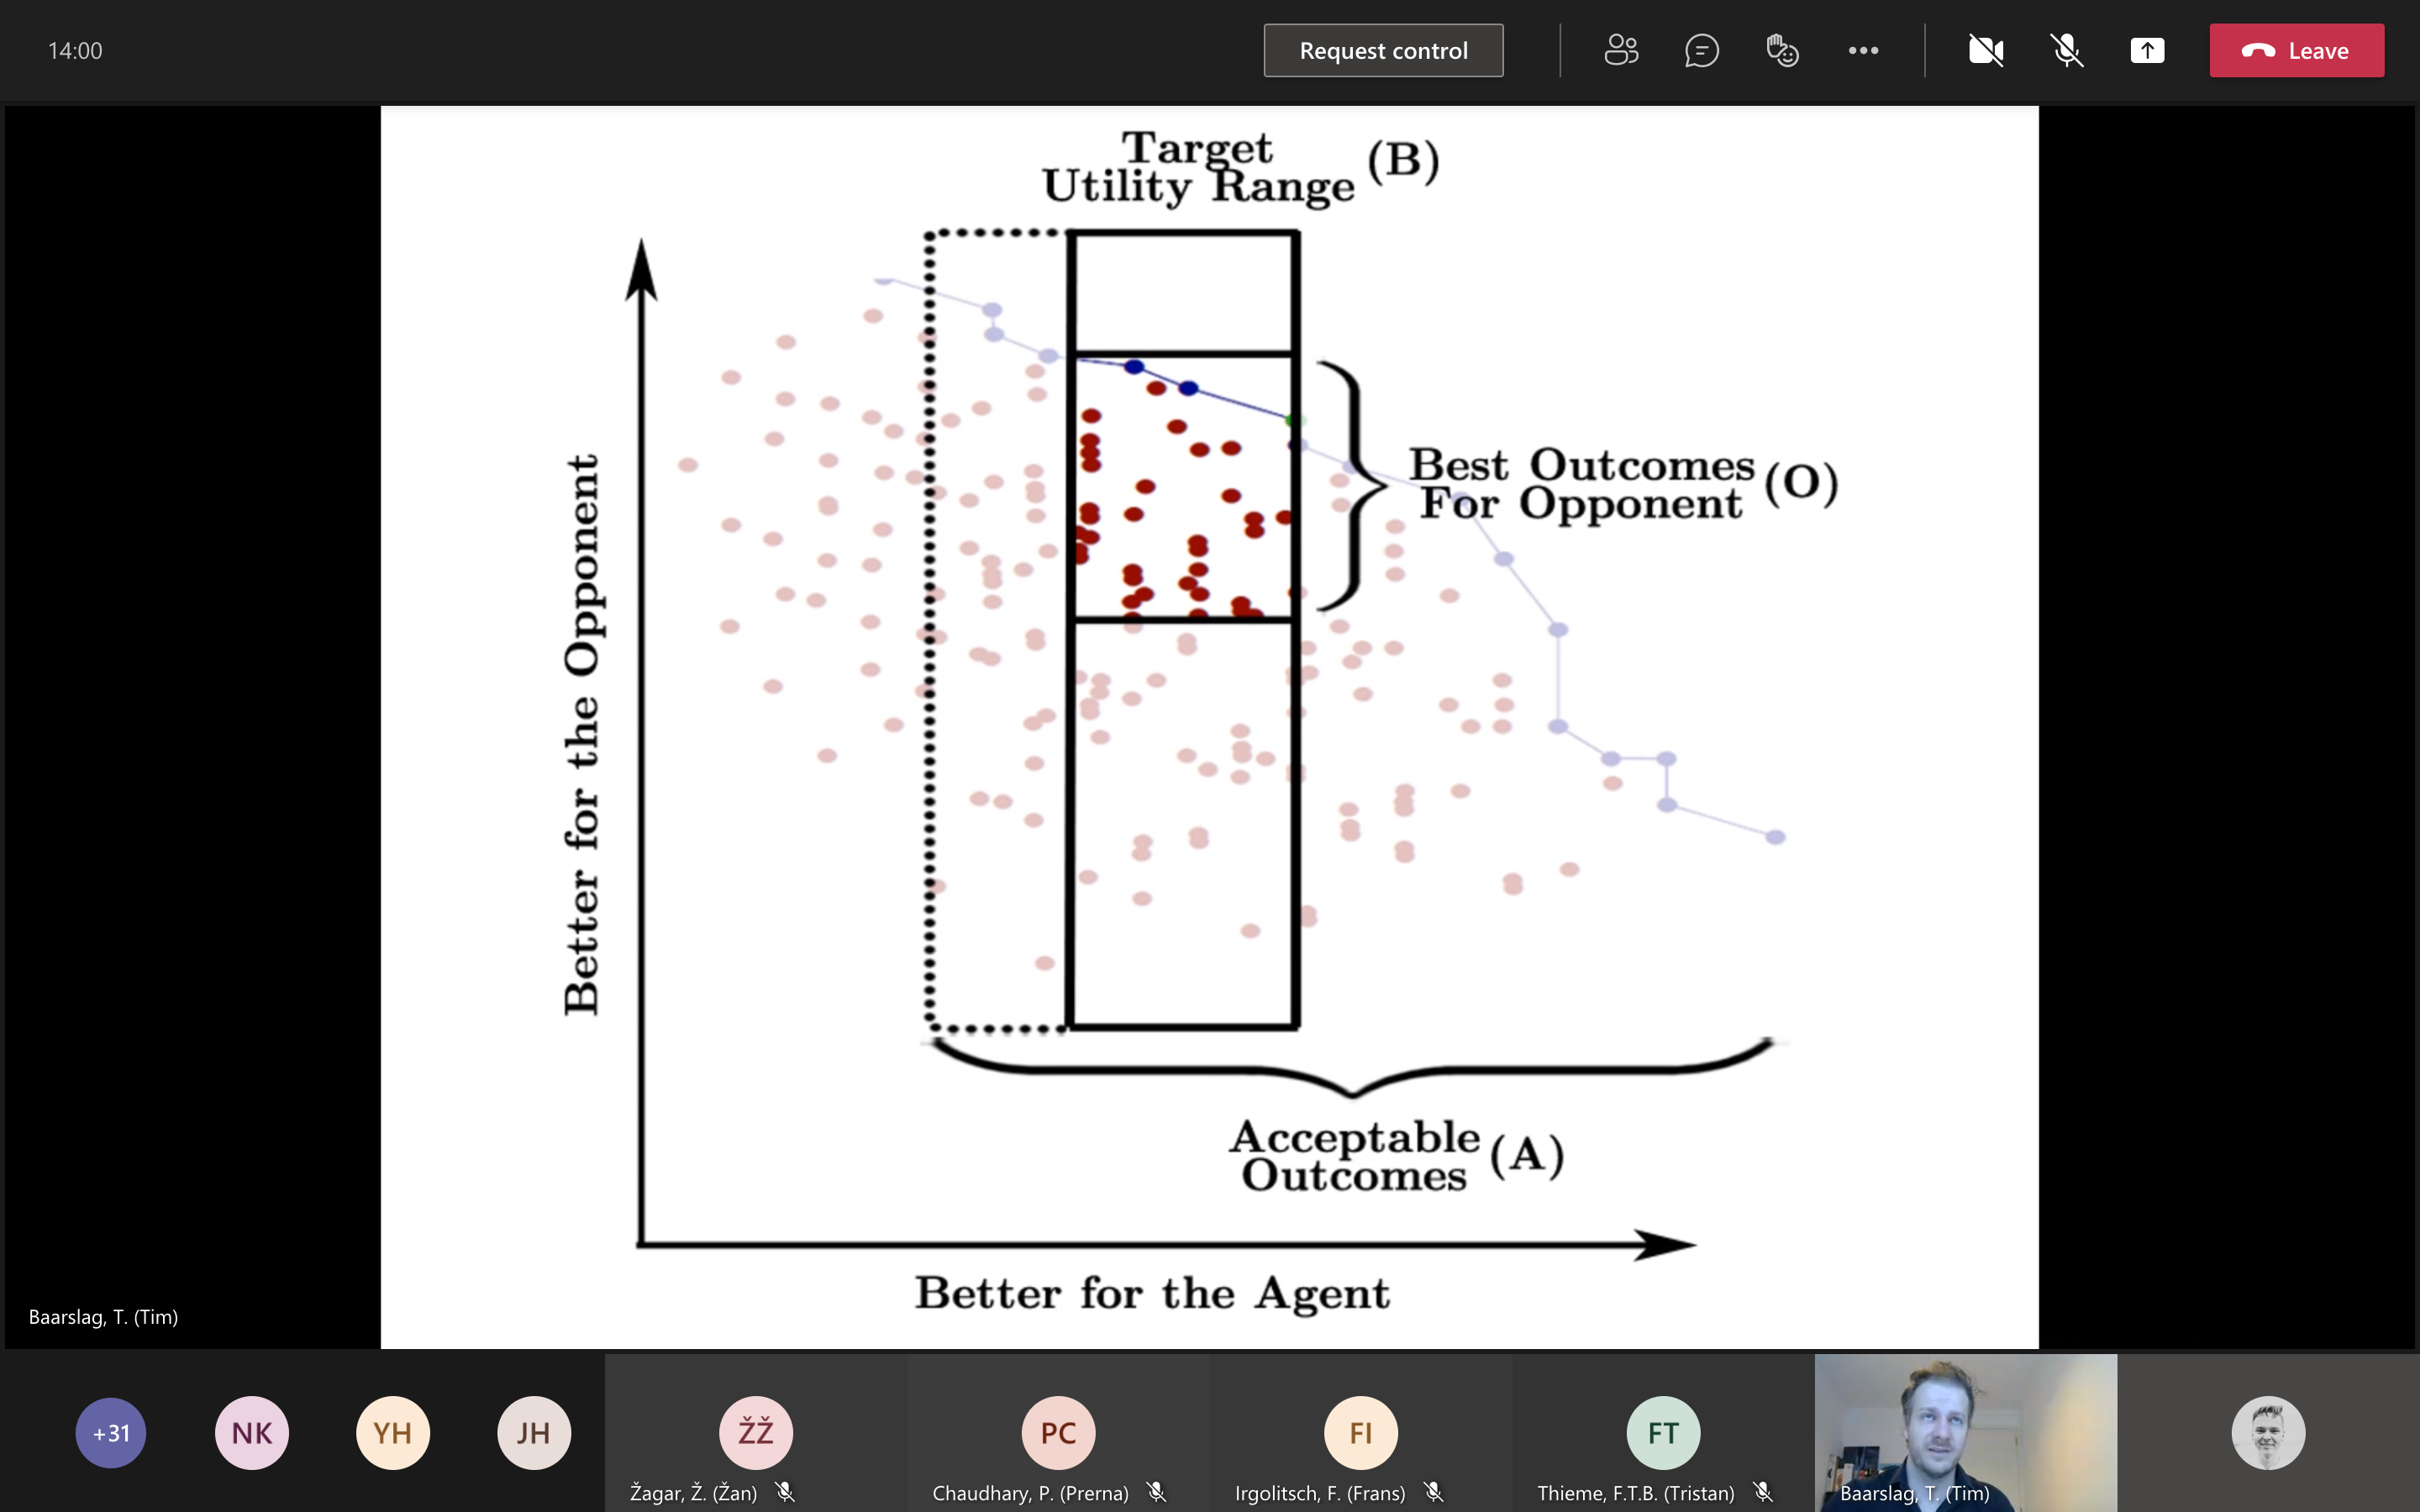 14:00
Request control
Leave
Target
Utility Range (B)
Better for the Opponent
Best Outcomes
For Opponent (O)
Acceptable
Outcomes (A)
Better for the Agent
Baarslag, T. (Tim)
+31
NK
YH
JH
ŽŽ
PC
FI
FT
Žagar, Ž. (Žan)
Chaudhary, P. (Prerna)
Irgolitsch, F. (Frans)
Thieme, F.T.B. (Tristan)
Baarslag, T. (Tim)